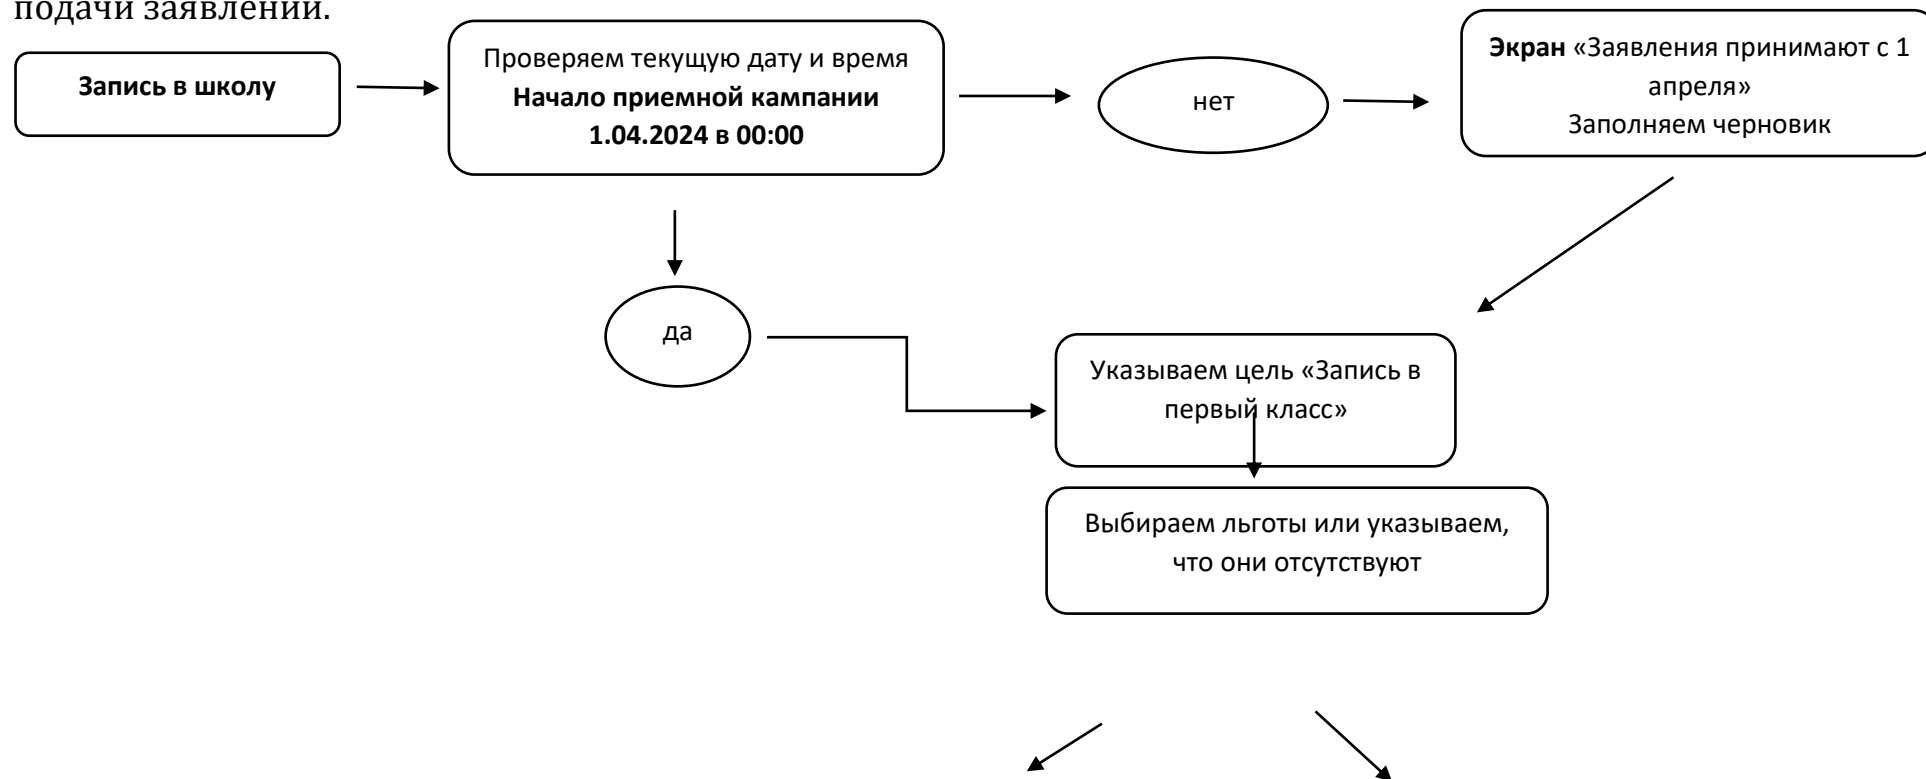 подачи заявлений.
Запись в школу
Проверяем текущую дату и время
Начало приемной кампании
1.04.2024 в 00:00
нет
Экран «Заявления принимают с 1
апреля»
Заполняем черновик
да
Указываем цель «Запись в
первый класс»
Выбираем льготы или указываем,
что они отсутствуют